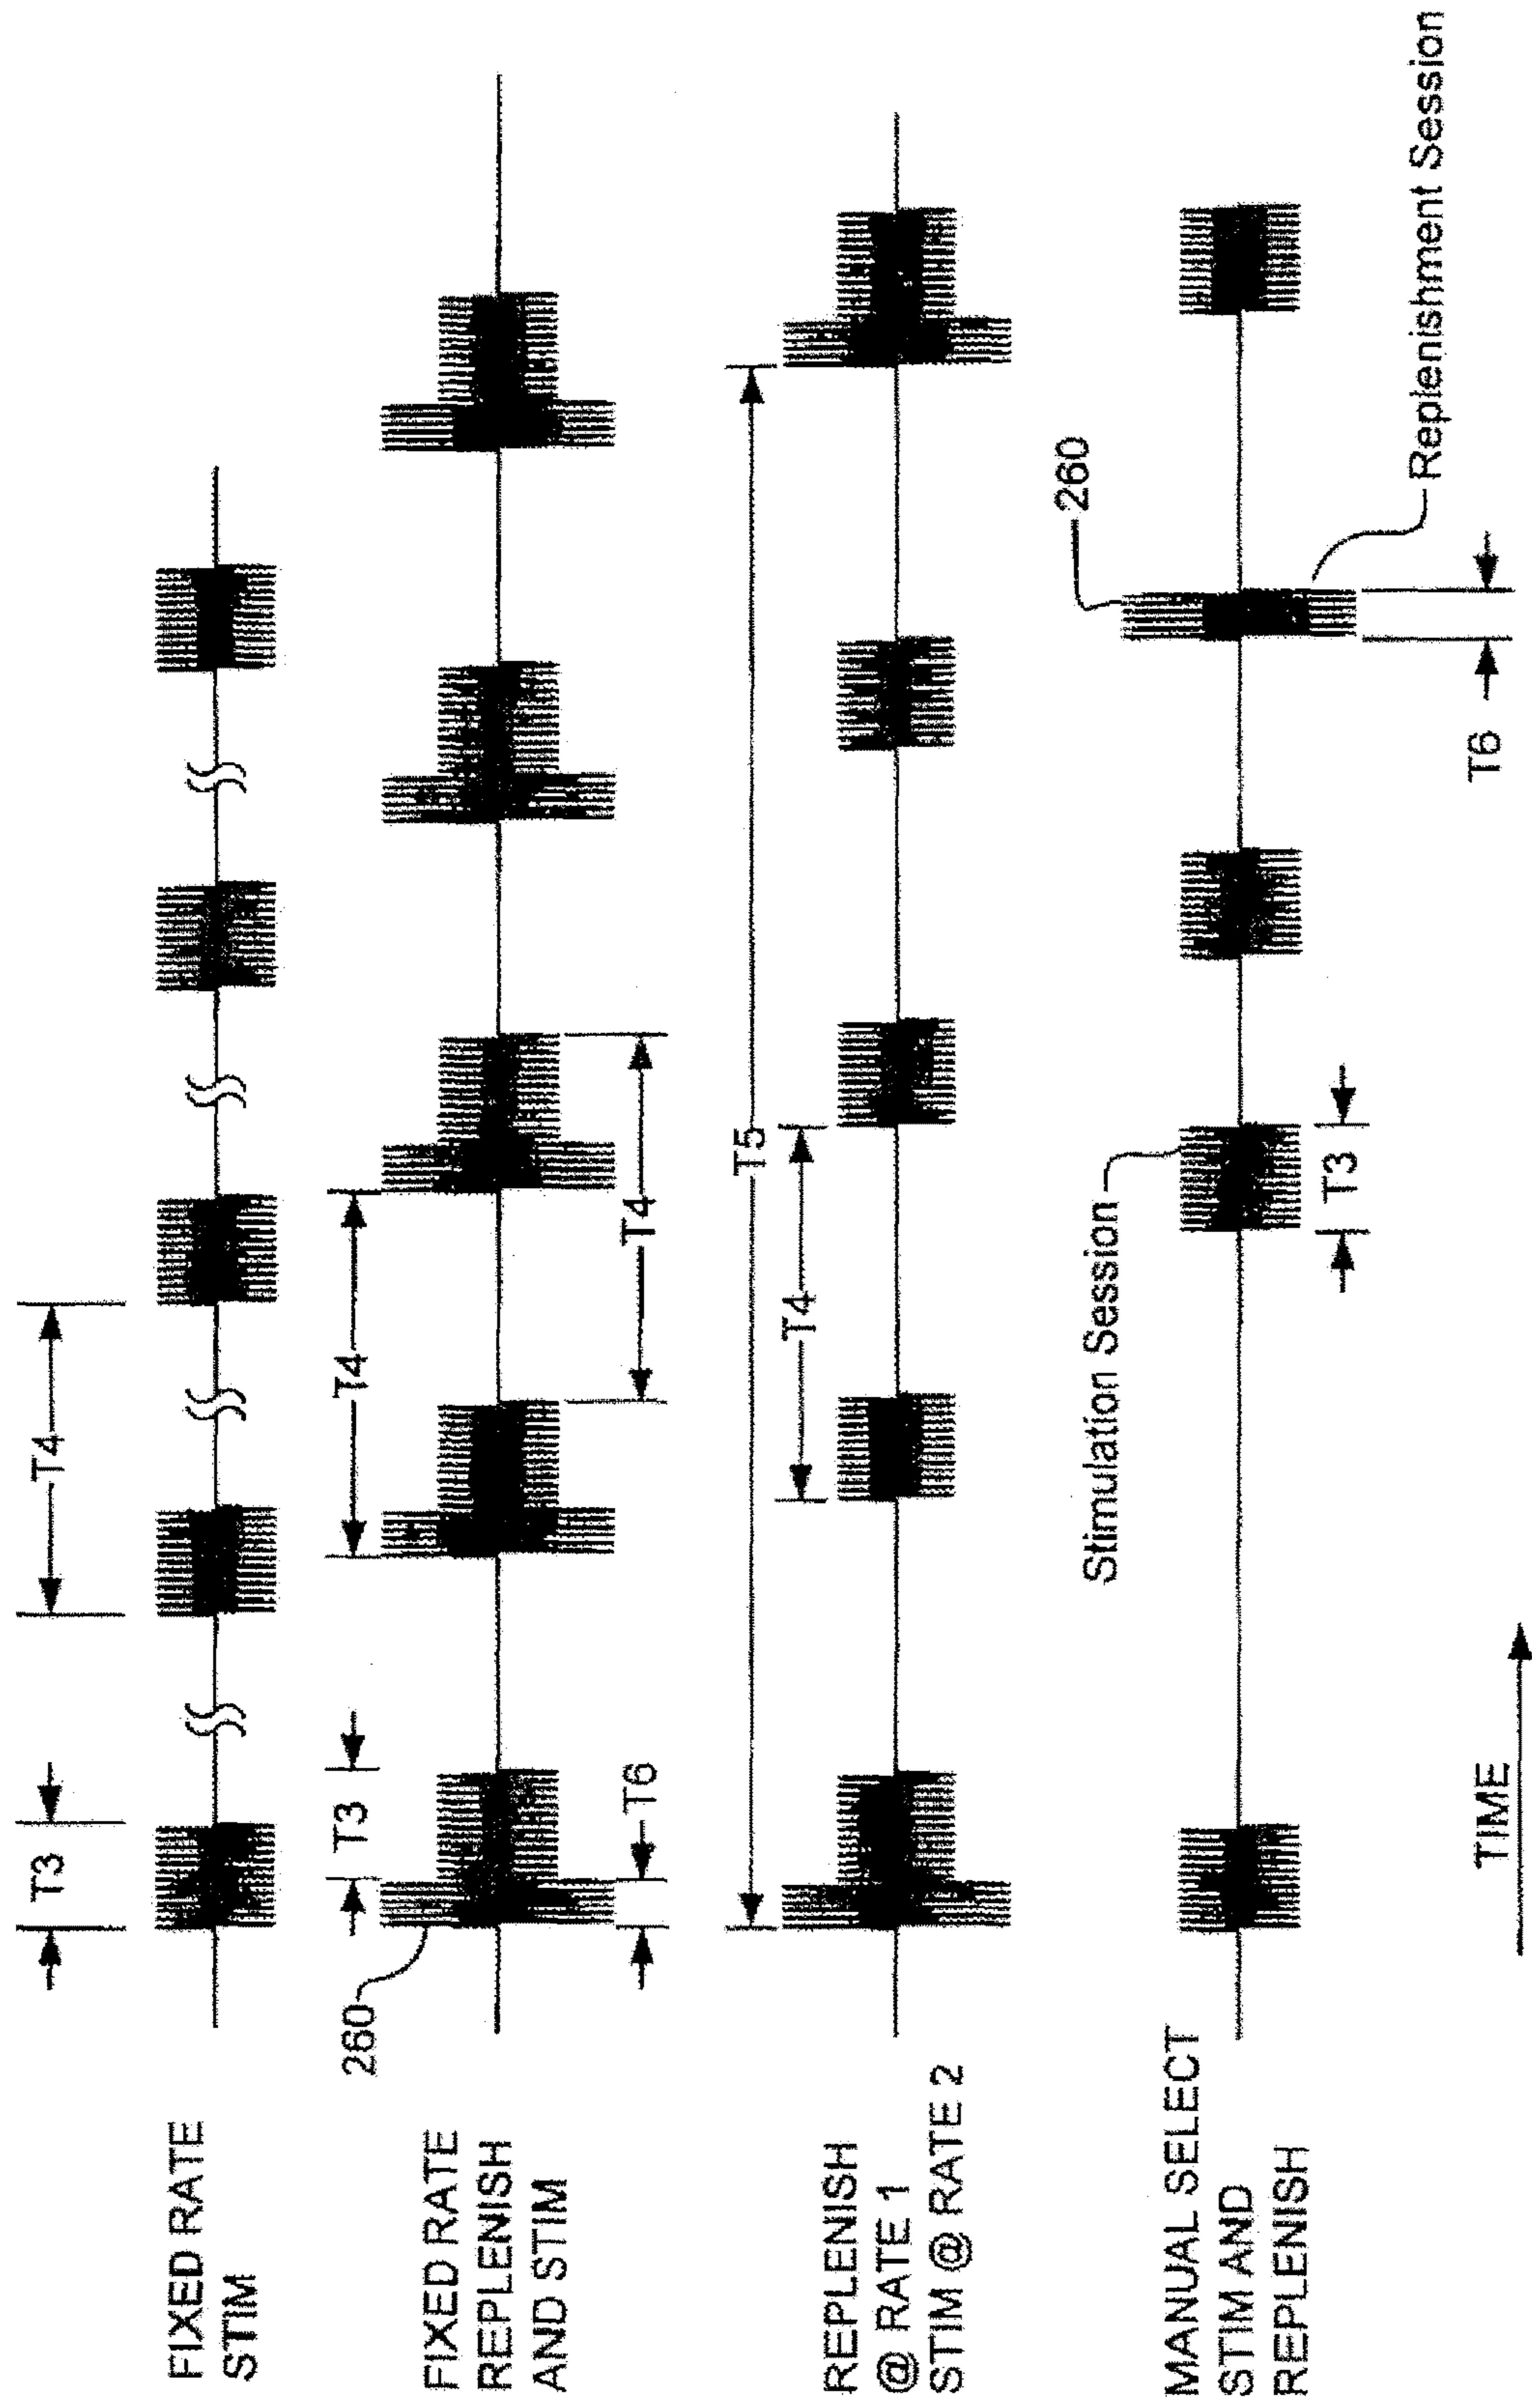 FIXED RATE
STIM
T3
T4
FIXED RATE
REPLENISH
AND STIM
260
T3
T4
T6
T4
REPLENISH
@ RATE 1
STIM @ RATE 2
T5
T4
MANUAL SELECT
STIM AND
REPLENISH
Stimulation Session
T3
260
T6
Replenishment Session
TIME